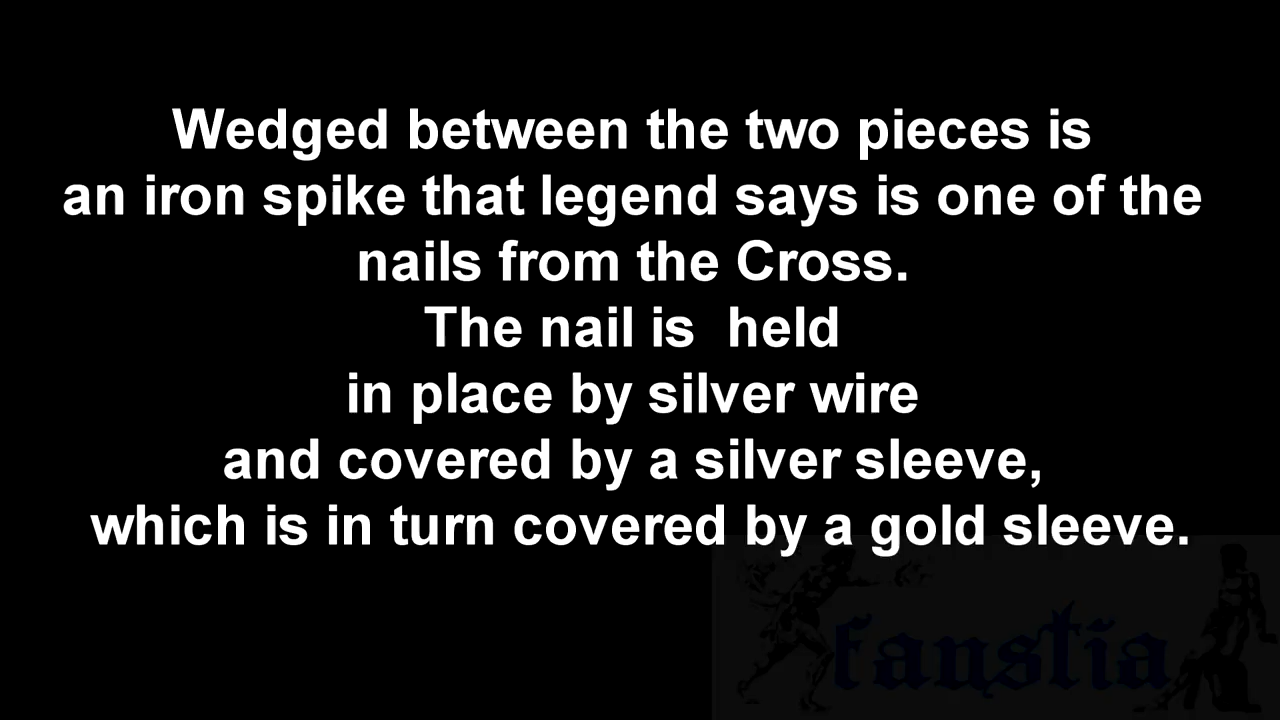 Wedged between the two pieces is
an iron spike that legend says is one of the
nails from the Cross.
The nail is  held
in place by silver wire
and covered by a silver sleeve,
which is in turn covered by a gold sleeve.
faustia